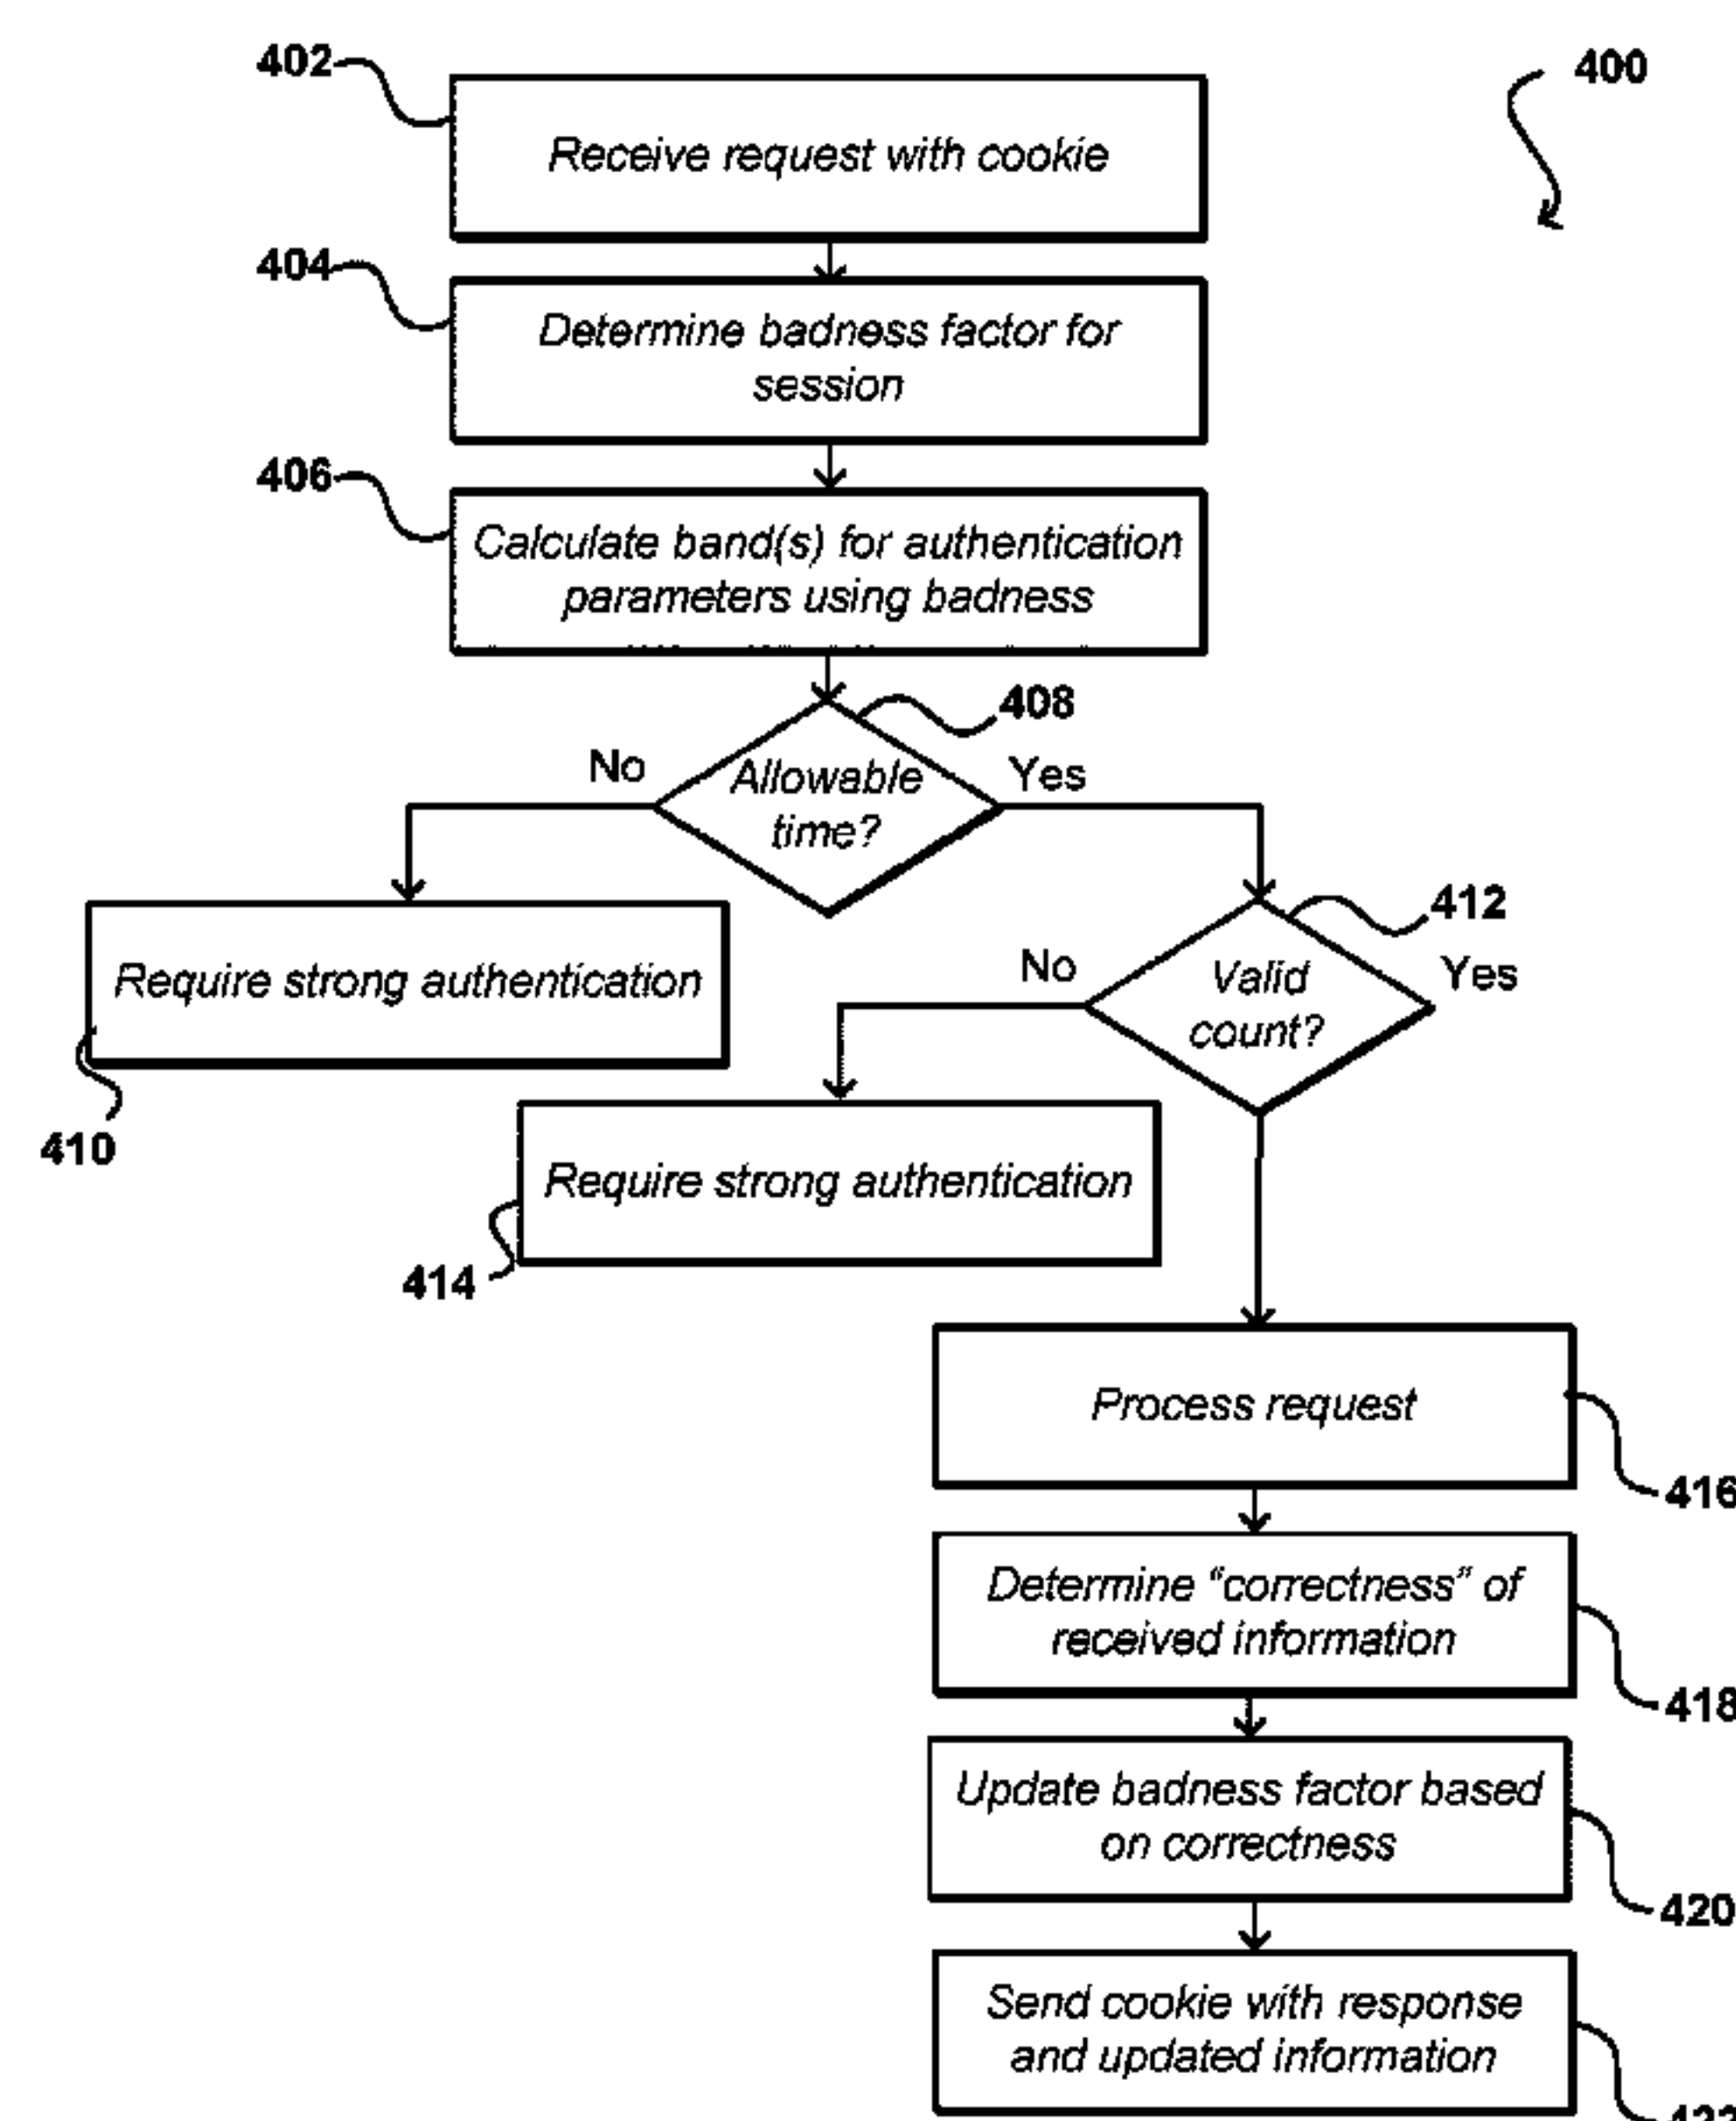 402
400
Receive request with cookie
404
Determine badness factor for
session
406
Calculate band(s) for authentication
parameters using badness
408
No
Yes
Allowable
time?
412
Require strong authentication
No
Yes
Valid
count?
410
Require strong authentication
414
Process request
416
Determine “correctness” of
received information
418
Update badness factor based
on correctness
420
Send cookie with response
and updated information